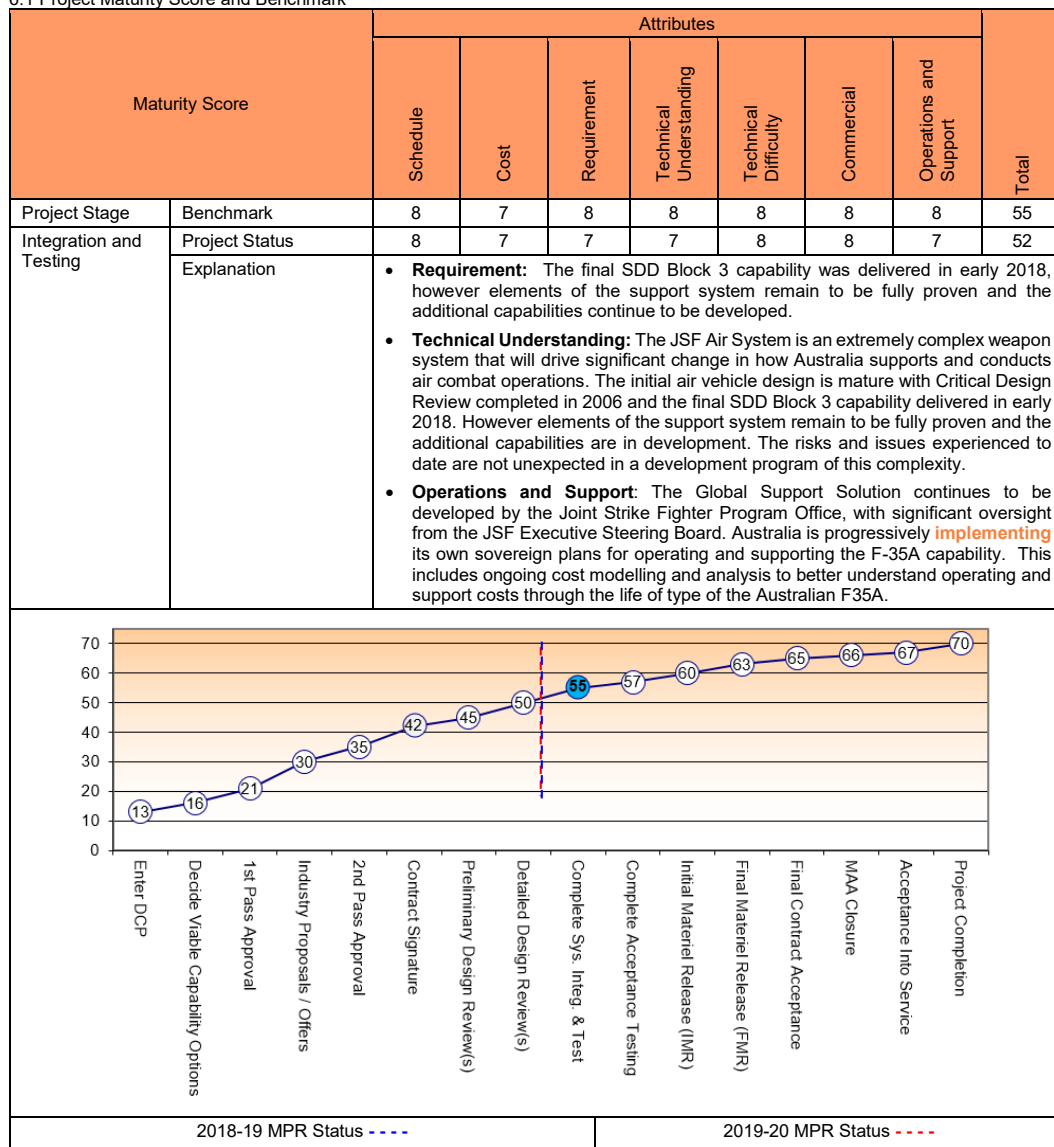 6.1 Project Maturity Score and Benchmark
Maturity Score
Attributes
Schedule
Cost
Requirement
Technical
Understanding
Technical
Difficulty
Commercial
Operations and
Support
Total
Project Stage Benchmark 8 7 8 8 8 8 8 55
Integration and
Testing
Project Status 8 7 7 7 8 8 7 52
Explanation
• Requirement: The final SDD Block 3 capability was delivered in early 2018,
however elements of the support system remain to be fully proven and the
additional capabilities continue to be developed.
• Technical Understanding: The JSF Air System is an extremely complex weapon
system that will drive significant change in how Australia supports and conducts
air combat operations. The initial air vehicle design is mature with Critical Design
Review completed in 2006 and the final SDD Block 3 capability delivered in early
2018. However elements of the support system remain to be fully proven and the
additional capabilities are in development. The risks and issues experienced to
date are not unexpected in a development program of this complexity.
• Operations and Support: The Global Support Solution continues to be
developed by the Joint Strike Fighter Program Office, with significant oversight
from the JSF Executive Steering Board. Australia is progressively implementing
its own sovereign plans for operating and supporting the F-35A capability. This
includes ongoing cost modelling and analysis to better understand operating and
support costs through the life of type of the Australian F35A.
70
60
50
40
30
20
10
0
13
16
21
30
35
42
45
50
55
57
60
63
65
66
67
70
Enter DCP
Decide Viable Capability Options
1st Pass Approval
Industry Proposals / Offers
2nd Pass Approval
Contract Signature
Preliminary Design Review(s)
Detailed Design Review(s)
Complete Sys. Integ. & Test
Complete Acceptance Testing
Initial Materiel Release (IMR)
Final Materiel Release (FMR)
Final Contract Acceptance
MAA Closure
Acceptance Into Service
Project Completion
2018-19 MPR Status - - - -
2019-20 MPR Status - - - -